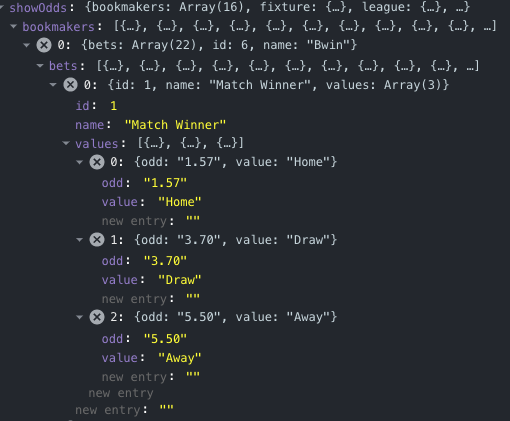 showOdds: {bookmakers: Array(16), fixture: {…}, league: {…}, …}
bookmakers: [{…}, {…}, {…}, {…}, {…}, {…}, {…}, {…}, {…}, …]
0: {bets: Array(22), id: 6, name: "Bwin"}
bets: [{…}, {…}, {…}, {…}, {…}, {…}, {…}, {…}, {…}, …]
0: {id: 1, name: "Match Winner", values: Array(3)}
id: 1
name: "Match Winner"
values: [{…}, {…}, {…}]
0: {odd: "1.57", value: "Home"}
odd: "1.57"
value: "Home"
new entry: ""
1: {odd: "3.70", value: "Draw"}
odd: "3.70"
value: "Draw"
new entry: ""
2: {odd: "5.50", value: "Away"}
odd: "5.50"
value: "Away"
new entry: ""
new entry
new entry: ""